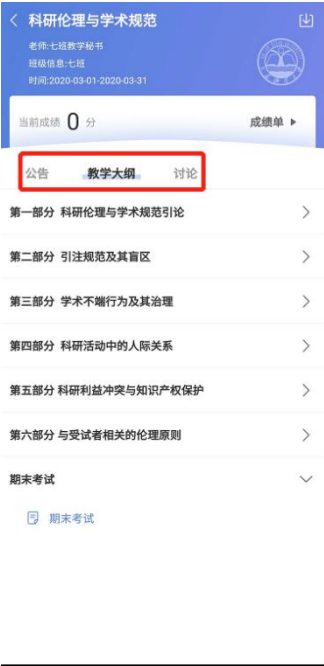 科研伦理与学术规范
老师:七班教学秘书
班级信息:七班
时间:2020-03-01-2020-03-31
当前成绩 0 分 成绩单
公告 教学大纲 讨论
第一部分 科研伦理与学术规范引论
第二部分 引注规范及其盲区
第三部分 学术不端行为及其治理
第四部分 科研活动中的人际关系
第五部分 科研利益冲突与知识产权保护
第六部分 与受试者相关的伦理原则
期末考试
期末考试